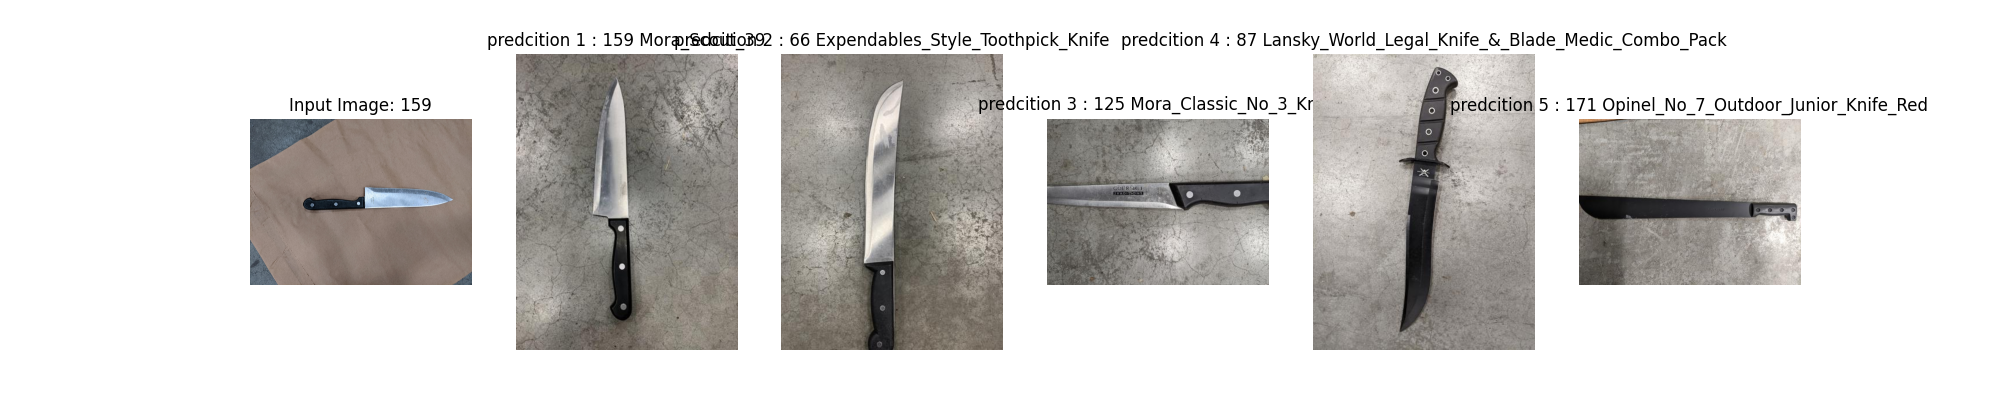 predcition 1 : 159 Mora_Scout_39
predcition 2 : 66 Expendables_Style_Toothpick_Knife
predcition 4 : 87 Lansky_World_Legal_Knife_&_Blade_Medic_Combo_Pack
Input Image: 159
predcition 3 : 125 Mora_Classic_No_3_Kn
predcition 5 : 171 Opinel_No_7_Outdoor_Junior_Knife_Red